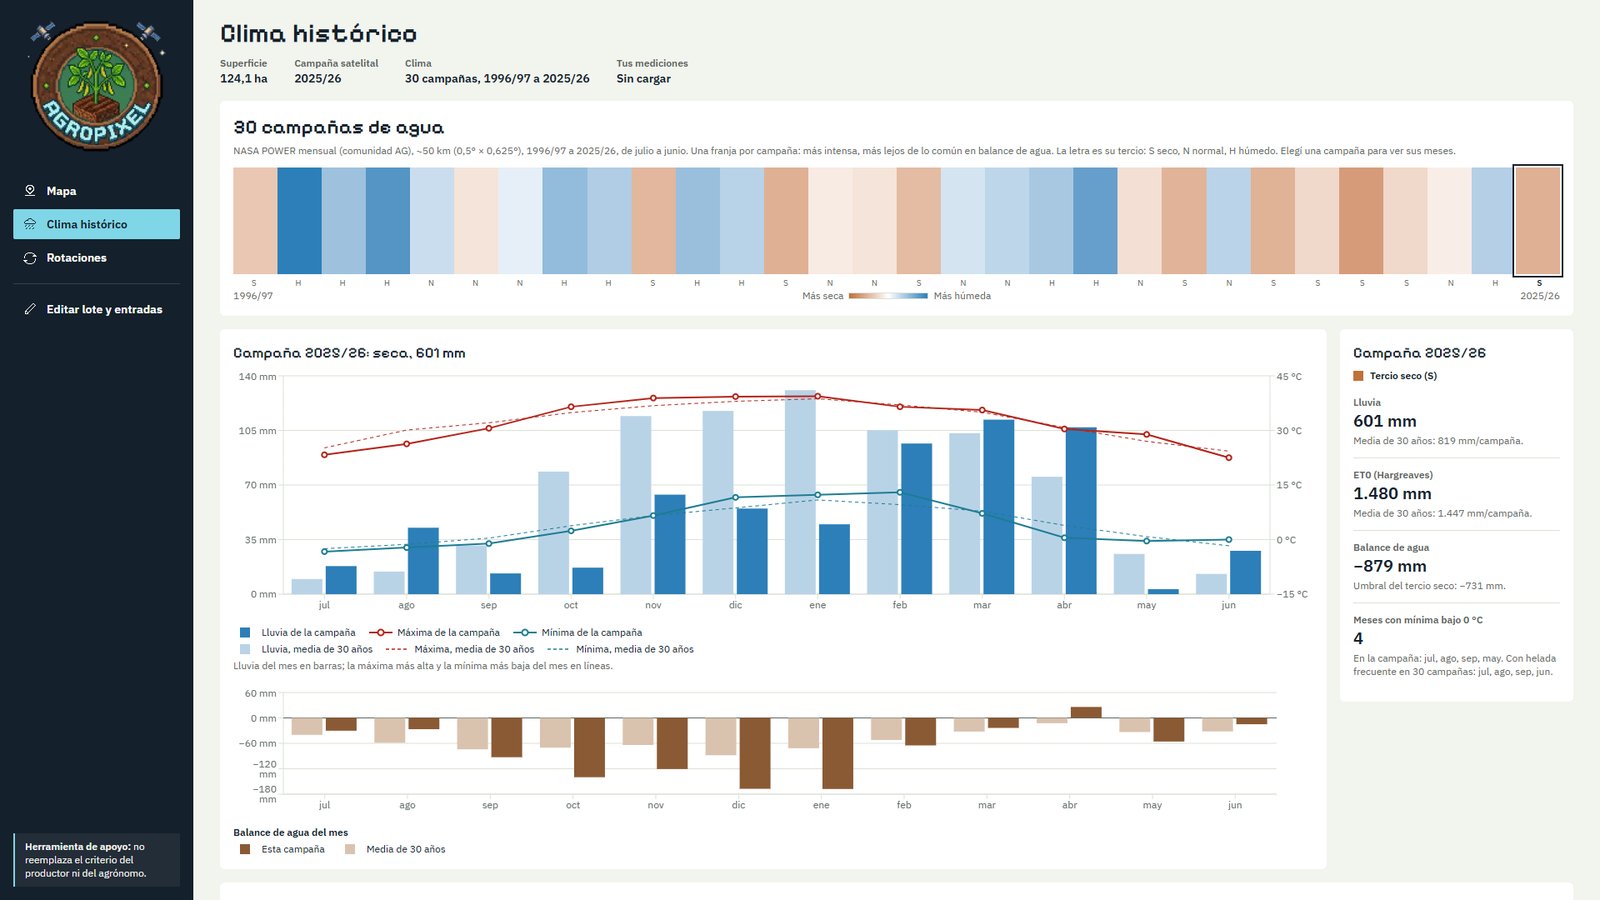 AGROPIXEL
Mapa
Clima histórico
Rotaciones
Editar lote y entradas
Herramienta de apoyo: no
reemplaza el criterio del
productor ni del agrónomo.
Clima histórico
Superficie Campaña satelital Clima Tus mediciones
124,1 ha 2025/26 30 campañas, 1996/97 a 2025/26 Sin cargar
30 campañas de agua
NASA POWER mensual (comunidad AG), ~50 km (0,5° × 0,625°), 1996/97 a 2025/26, de julio a junio. Una franja por campaña: más intensa, más lejos de lo común en balance de agua. La letra es su tercio: S seco, N normal, H húmedo. Elegí una campaña para ver sus meses.
S H H H N N N H H S H H S N N S N N H H N S N S S S S N H S
1996/97 Más seca Más húmeda 2025/26
Campaña 2025/26: seca, 601 mm
140 mm 45 °C
105 mm 30 °C
70 mm 15 °C
35 mm 0 °C
0 mm −15 °C
jul ago sep oct nov dic ene feb mar abr may jun
Lluvia de la campaña Máxima de la campaña Mínima de la campaña
Lluvia, media de 30 años Máxima, media de 30 años Mínima, media de 30 años
Lluvia del mes en barras; la máxima más alta y la mínima más baja del mes en líneas.
60 mm
0 mm
−60 mm
−120
mm
−180
mm
jul ago sep oct nov dic ene feb mar abr may jun
Balance de agua del mes
Esta campaña Media de 30 años
Campaña 2025/26
Tercio seco (S)
Lluvia
601 mm
Media de 30 años: 819 mm/campaña.
ET0 (Hargreaves)
1.480 mm
Media de 30 años: 1.447 mm/campaña.
Balance de agua
−879 mm
Umbral del tercio seco: −731 mm.
Meses con mínima bajo 0 °C
4
En la campaña: jul, ago, sep, may. Con helada
frecuente en 30 campañas: jul, ago, sep, jun.